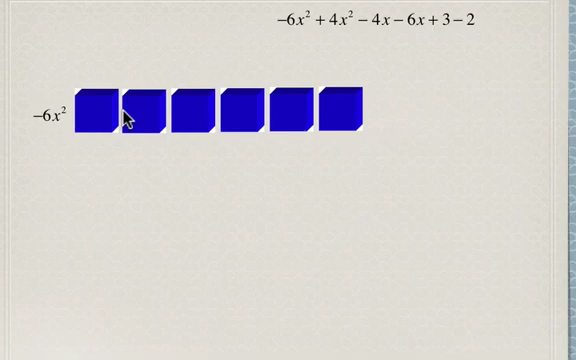 −6x² + 4x² − 4x − 6x + 3 − 2
−6x²